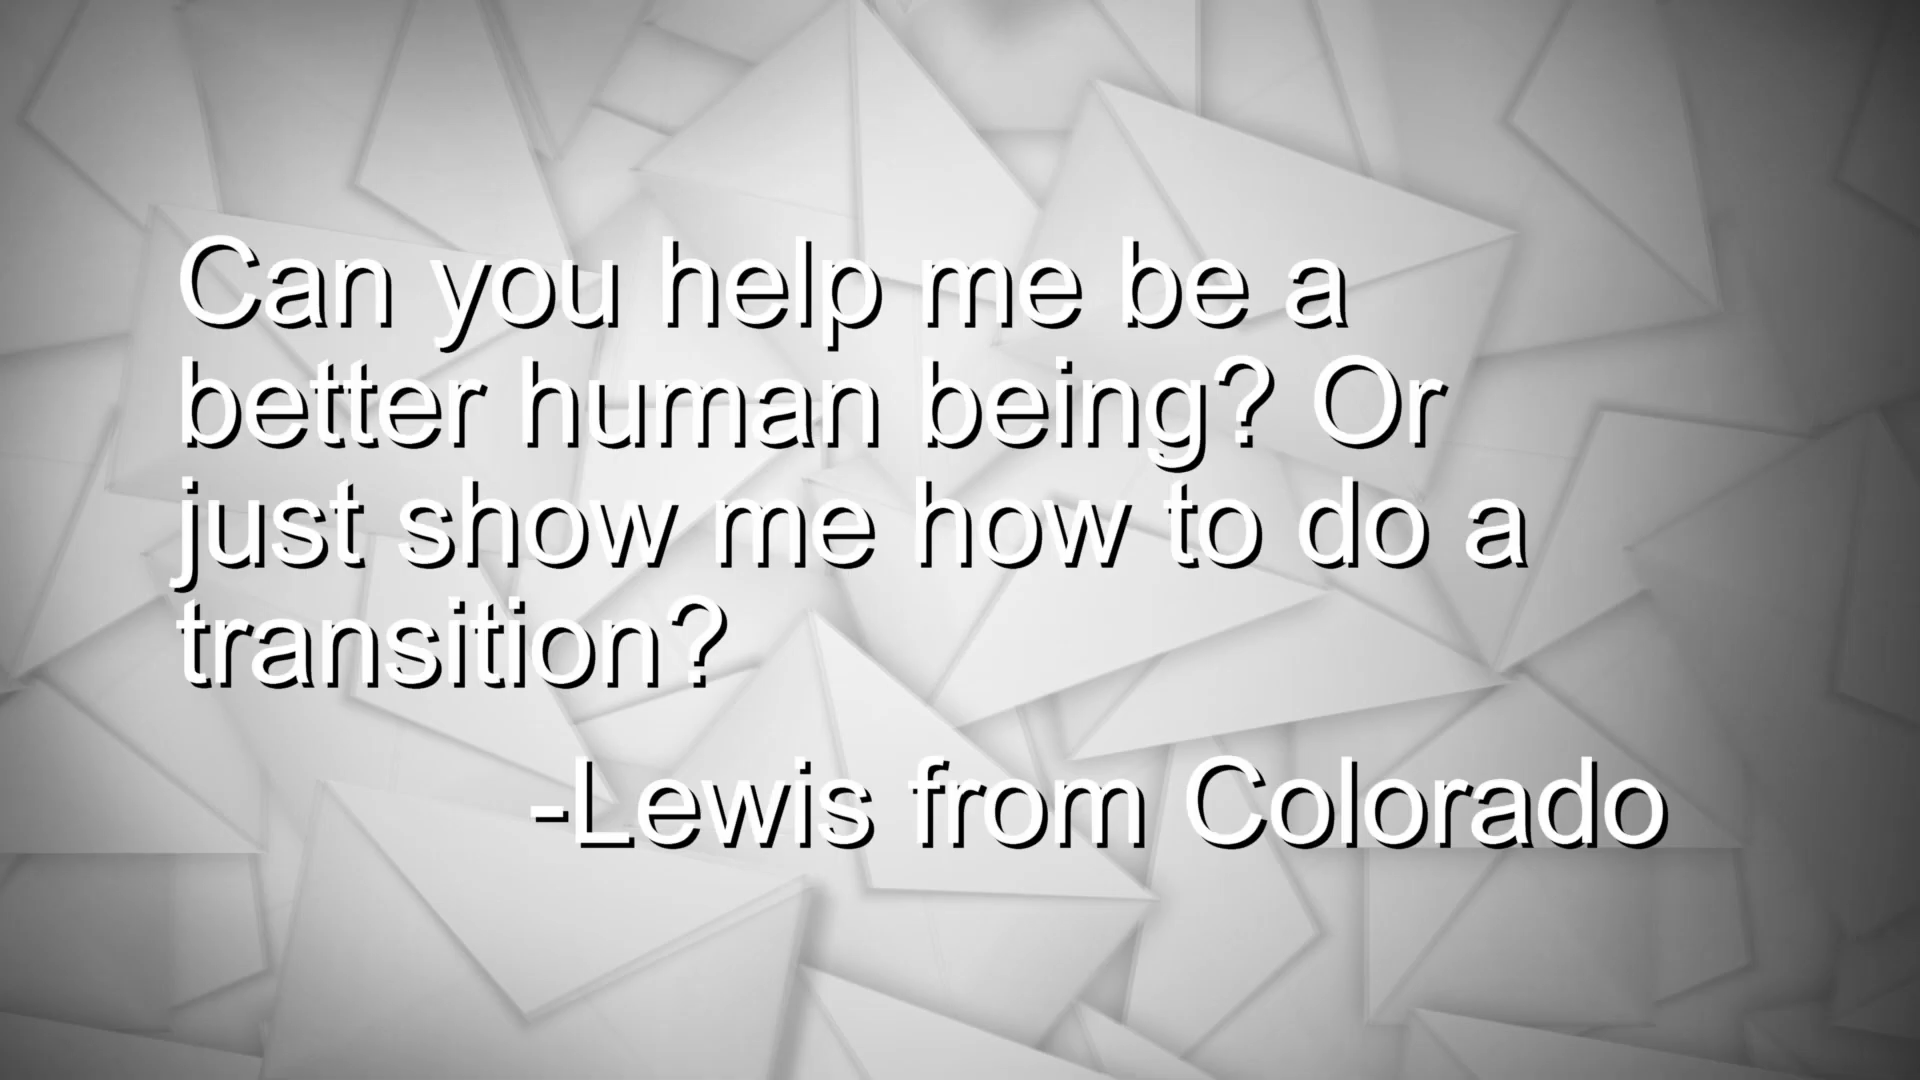 Can you help me be a
better human being? Or
just show me how to do a
transition?
-Lewis from Colorado